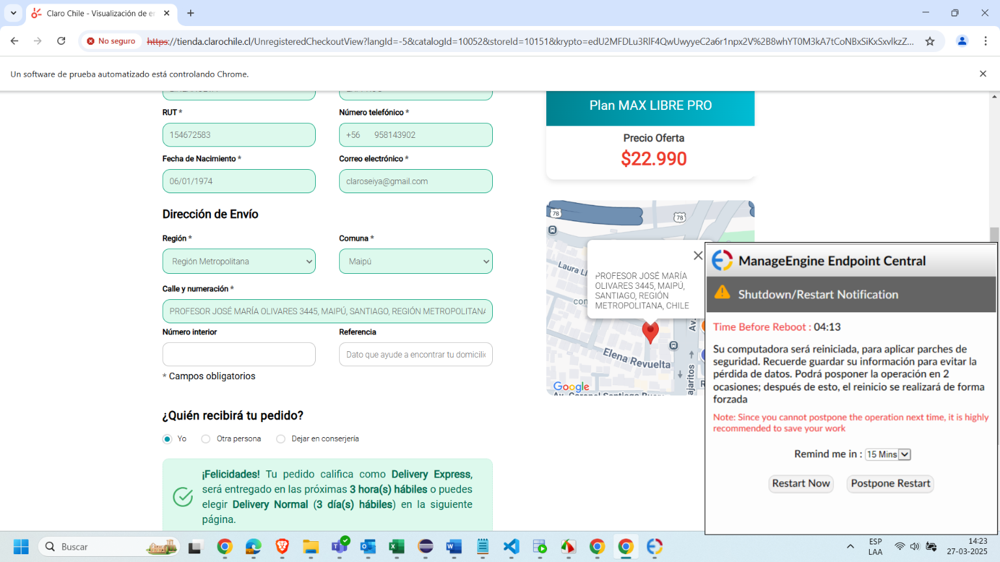 Claro Chile - Visualización de
No seguro
https://tienda.clarochile.cl/UnregisteredCheckoutView?langId=-5&catalogId=10052&storeId=10151&krypto=edU2MFDLu3RlF4QwUwyyeC2a6r1npx2V%2B8whYT0M3kA7tCoNBxSiKxSxvlkzZ...
Un software de prueba automatizado está controlando Chrome.
RUT *
Número telefónico *
154672583
+56 958143902
Fecha de Nacimiento *
Correo electrónico *
06/01/1974
claroseiya@gmail.com
Dirección de Envío
Región *
Comuna *
Región Metropolitana
Maipú
Calle y numeración *
PROFESOR JOSÉ MARÍA OLIVARES 3445, MAIPÚ, SANTIAGO, REGIÓN METROPOLITANA
Número interior
Referencia
Dato que ayude a encontrar tu domicilio
* Campos obligatorios
¿Quién recibirá tu pedido?
Yo
Otra persona
Dejar en conserjería
¡Felicidades! Tu pedido califica como Delivery Express,
será entregado en las próximas 3 hora(s) hábiles o puedes
elegir Delivery Normal (3 día(s) hábiles) en la siguiente
página.
Plan MAX LIBRE PRO
Precio Oferta
$22.990
78
78
Laura
PROFESOR JOSÉ MARÍA
OLIVARES 3445, MAIPÚ,
SANTIAGO, REGIÓN
METROPOLITANA, CHILE
Elena Revuelta
Av.
ajaritos
Google
ManageEngine Endpoint Central
Shutdown/Restart Notification
Time Before Reboot : 04:13
Su computadora será reiniciada, para aplicar parches de
seguridad. Recuerde guardar su información para evitar la
pérdida de datos. Podrá posponer la operación en 2
ocasiones; después de esto, el reinicio se realizará de forma
forzada
Note: Since you cannot postpone the operation next time, it is highly
recommended to save your work
Remind me in : 15 Mins
Restart Now
Postpone Restart
Buscar
ESP
LAA
14:23
27-03-2025